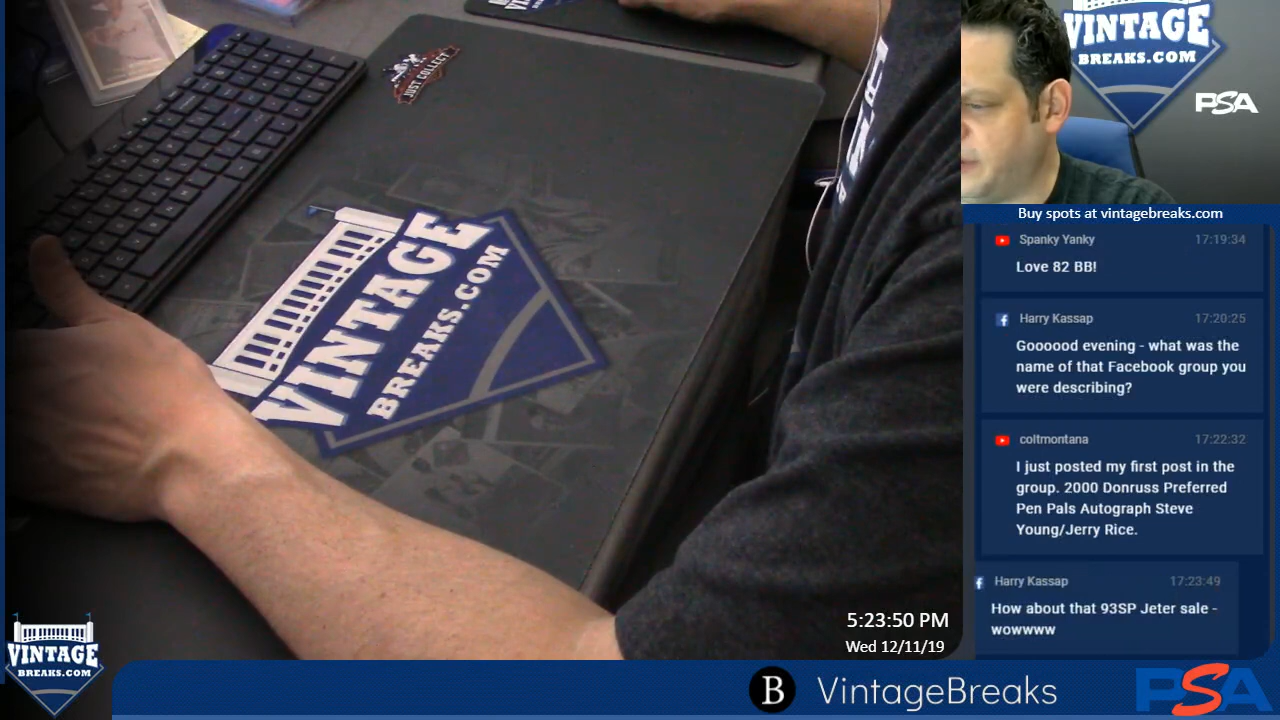 JUST COLLECT
VINTAGE
BREAKS.COM
VINTAGE
BREAKS.COM
PSA
Buy spots at vintagebreaks.com
Spanky Yanky 17:19:34
Love 82 BB!
Harry Kassap 17:20:25
Goooood evening - what was the
name of that Facebook group you
were describing?
coltmontana 17:22:32
I just posted my first post in the
group. 2000 Donruss Preferred
Pen Pals Autograph Steve
Young/Jerry Rice.
Harry Kassap 17:23:49
How about that 93SP Jeter sale -
wowwww
5:23:50 PM
Wed 12/11/19
VINTAGE
BREAKS.COM
B VintageBreaks
PSA